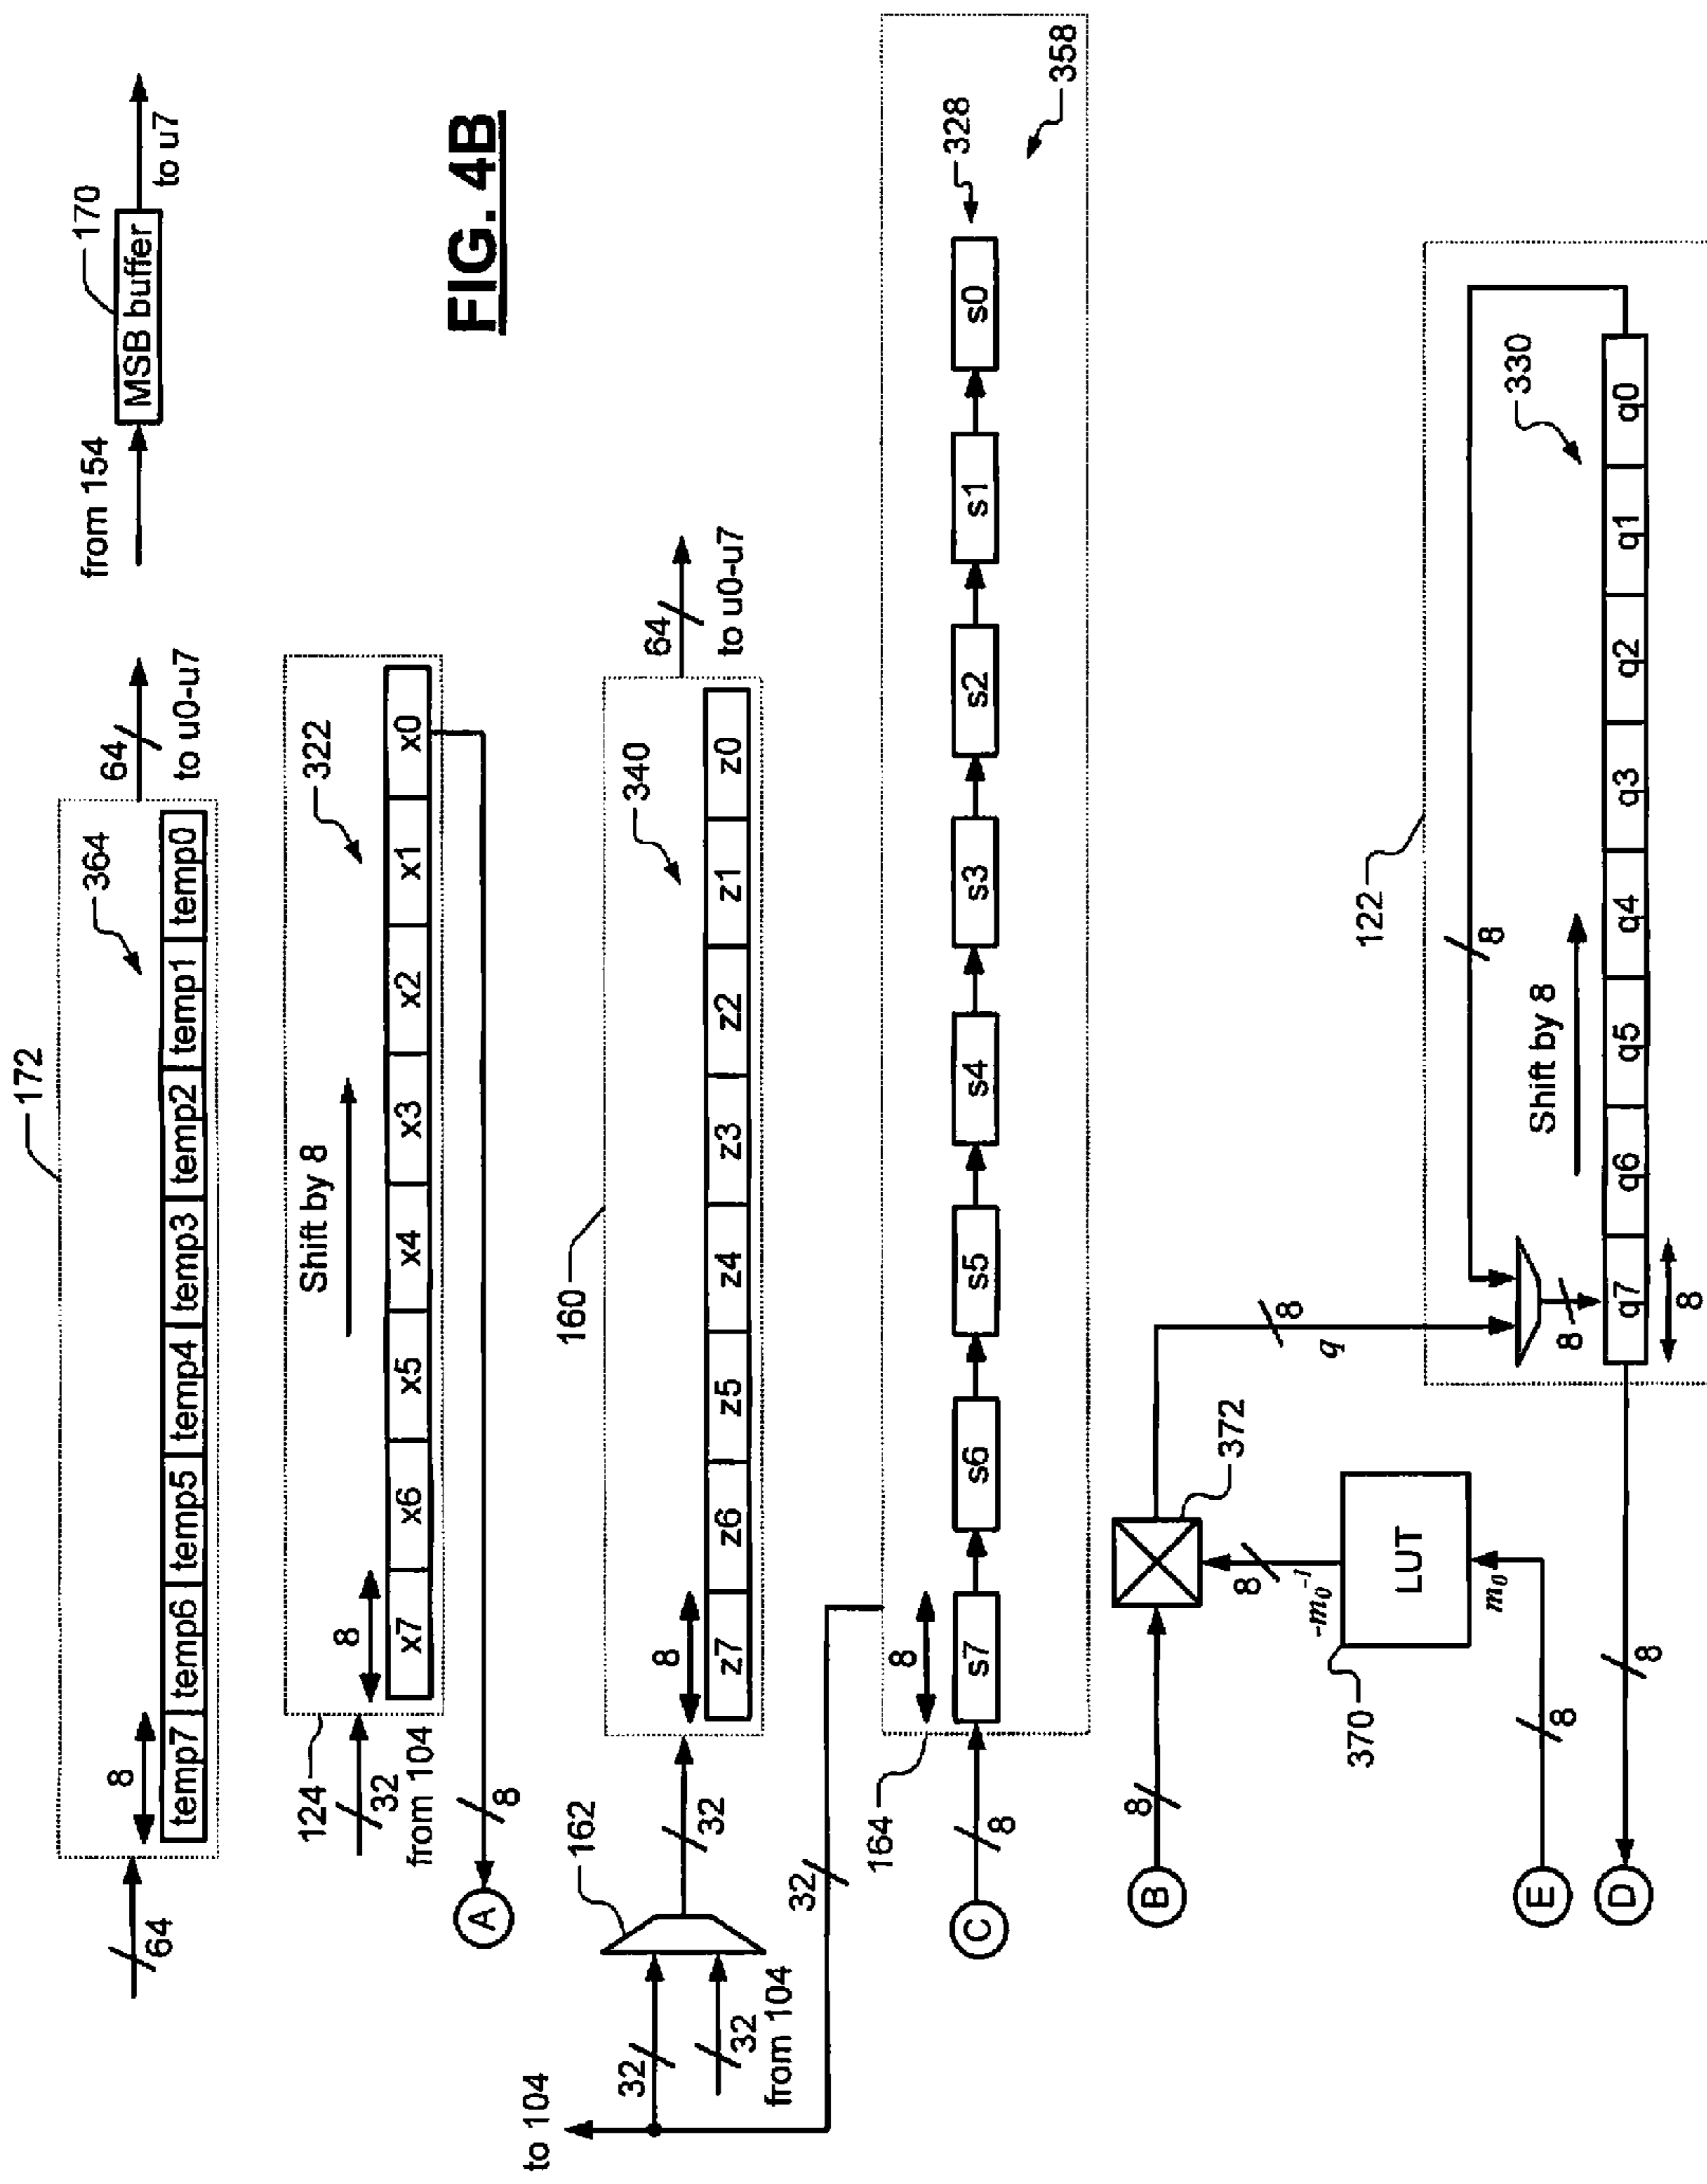 FIG. 4B
172
364
8
temp7 temp6 temp5 temp4 temp3 temp2 temp1 temp0
64
64
to u0-u7
from 154
170
MSB buffer
to u7
124
322
Shift by 8
8
x7 x6 x5 x4 x3 x2 x1 x0
32
from 104
8
A
160
340
8
z7 z6 z5 z4 z3 z2 z1 z0
64
to u0-u7
162
32
to 104
32
32
from 104
32
164
328
358
8
s7 s6 s5 s4 s3 s2 s1 s0
C
8
B
8
372
8
q
-m₀⁻¹
8
370
LUT
m₀
E
8
D
8
122
330
8
Shift by 8
8
q7 q6 q5 q4 q3 q2 q1 q0
8